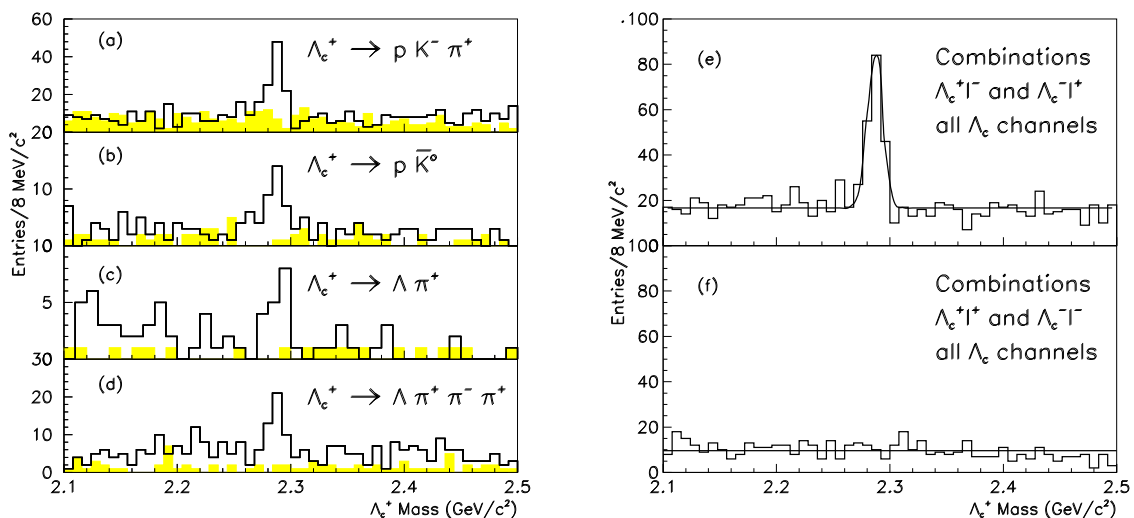 60
40
20
20
(a)
Λc+ → p K− π+
10
10
(b)
Λc+ → p K̄°
5
30
(c)
Λc+ → Λ π+
20
10
0
(d)
Λc+ → Λ π+ π− π+
2.1 2.2 2.3 2.4 2.5
Λc+ Mass (GeV/c²)
Entries/8 MeV/c²
100
80
60
40
20
100
(e)
Combinations
Λc+l− and Λc−l+
all Λc channels
80
60
40
20
0
(f)
Combinations
Λc+l+ and Λc−l−
all Λc channels
2.1 2.2 2.3 2.4 2.5
Λc+ Mass (GeV/c²)
Entries/8 MeV/c²
Entries/8 MeV/c²